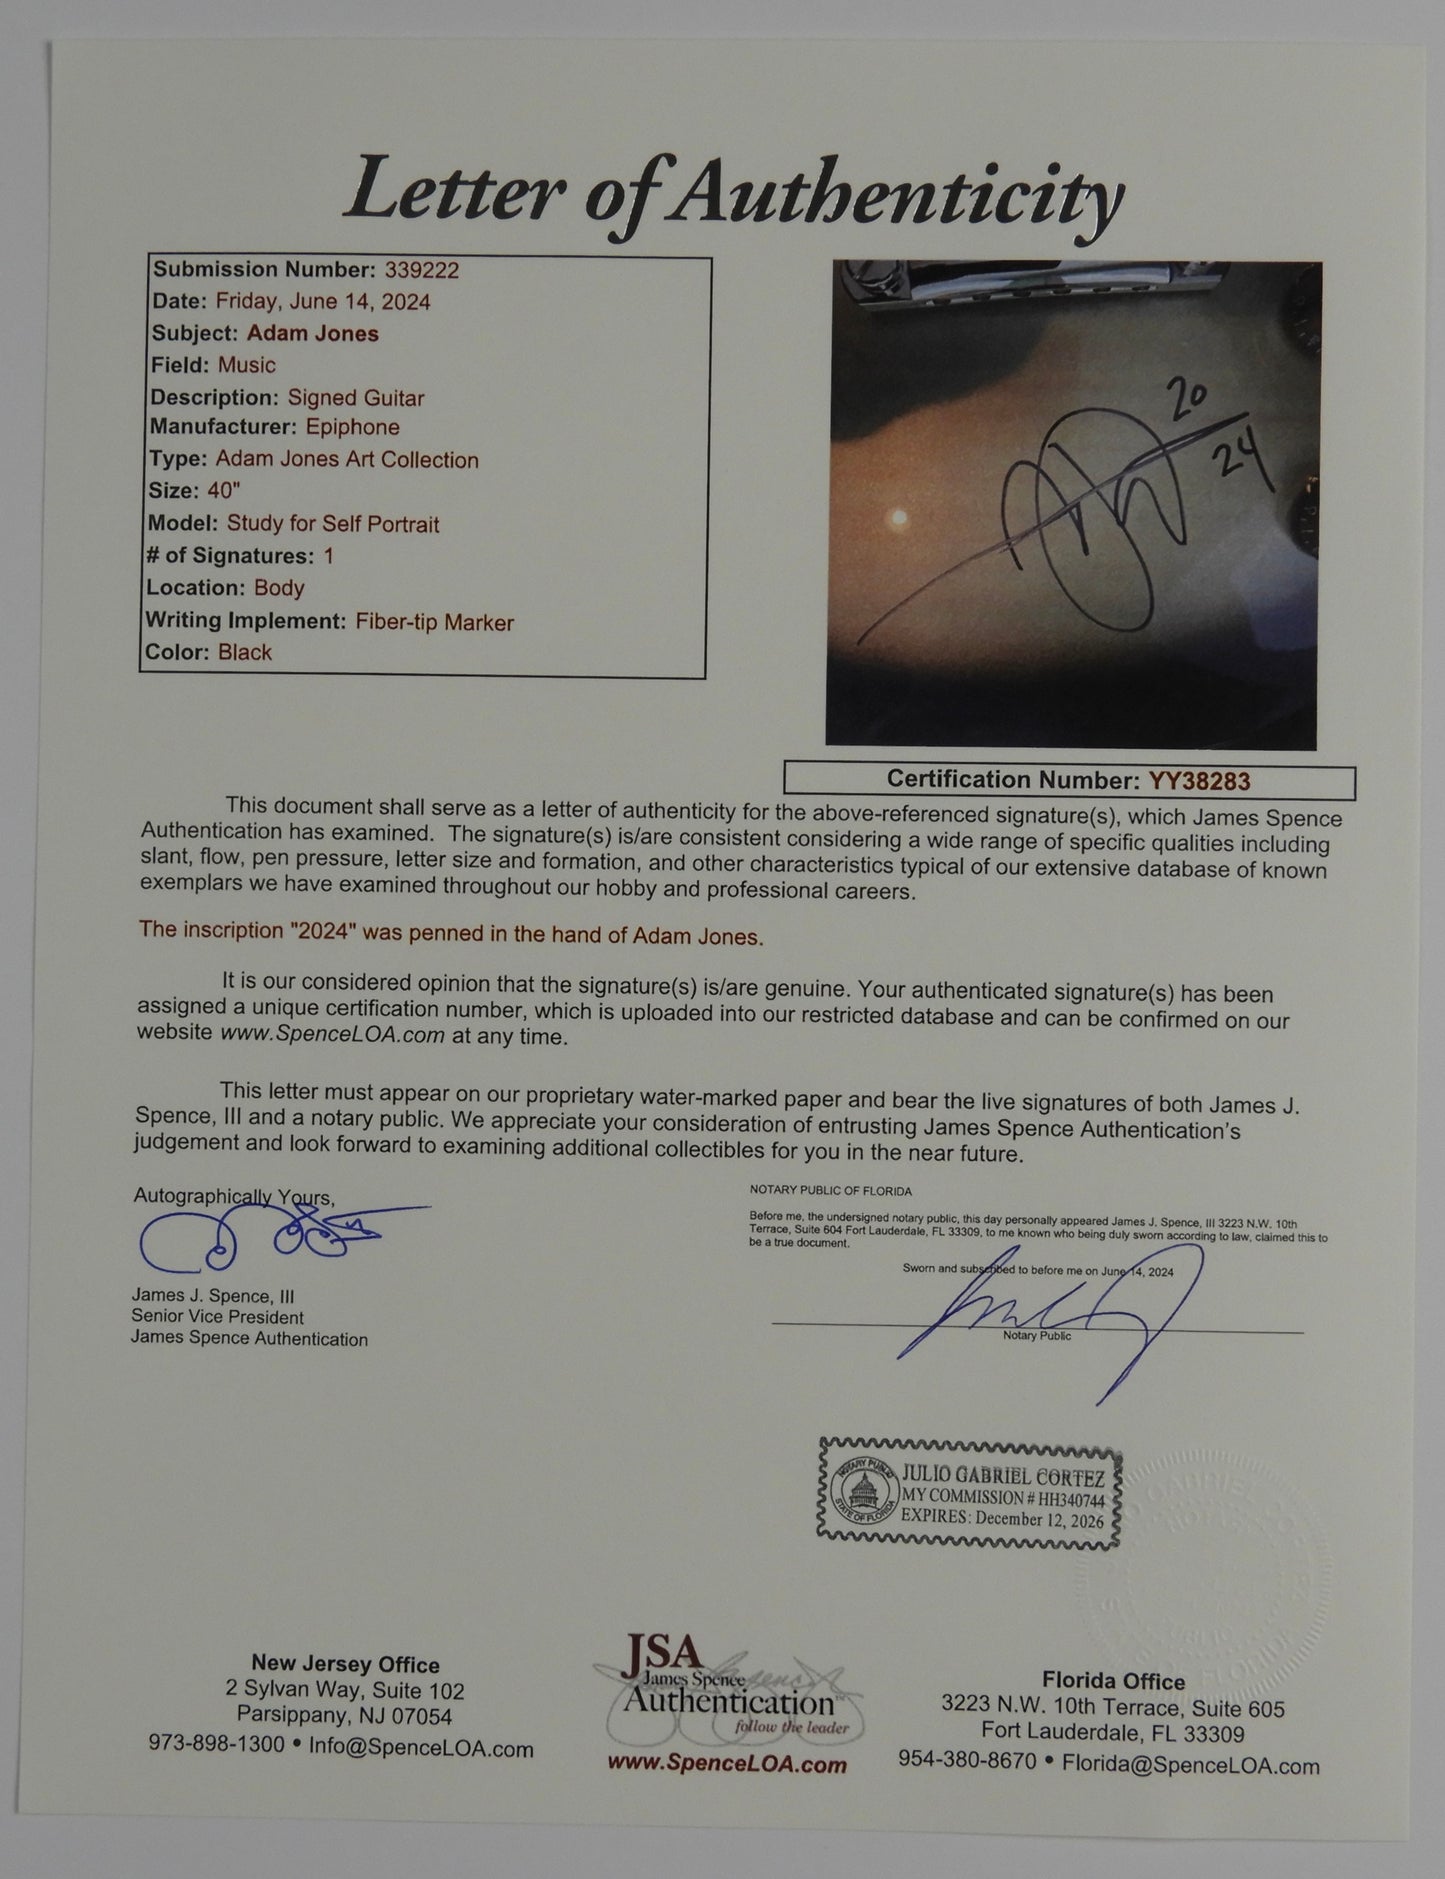 Letter of Authenticity
Submission Number: 339222
Date: Friday, June 14, 2024
Subject: Adam Jones
Field: Music
Description: Signed Guitar
Manufacturer: Epiphone
Type: Adam Jones Art Collection
Size: 40"
Model: Study for Self Portrait
# of Signatures: 1
Location: Body
Writing Implement: Fiber-tip Marker
Color: Black
20
24
Certification Number: YY38283
This document shall serve as a letter of authenticity for the above-referenced signature(s), which James Spence
Authentication has examined. The signature(s) is/are consistent considering a wide range of specific qualities including
slant, flow, pen pressure, letter size and formation, and other characteristics typical of our extensive database of known
exemplars we have examined throughout our hobby and professional careers.
The inscription "2024" was penned in the hand of Adam Jones.
It is our considered opinion that the signature(s) is/are genuine. Your authenticated signature(s) has been
assigned a unique certification number, which is uploaded into our restricted database and can be confirmed on our
website www.SpenceLOA.com at any time.
This letter must appear on our proprietary water-marked paper and bear the live signatures of both James J.
Spence, III and a notary public. We appreciate your consideration of entrusting James Spence Authentication's
judgement and look forward to examining additional collectibles for you in the near future.
Autographically Yours,
James J. Spence, III
Senior Vice President
James Spence Authentication
NOTARY PUBLIC OF FLORIDA
Before me, the undersigned notary public, this day personally appeared James J. Spence, III 3223 N.W. 10th
Terrace, Suite 604 Fort Lauderdale, FL 33309, to me known who being duly sworn according to law, claimed this to
be a true document.
Sworn and subscribed to before me on June 14, 2024
Notary Public
NOTARY PUBLIC
STATE OF FLORIDA
JULIO GABRIEL CORTEZ
MY COMMISSION # HH340744
EXPIRES: December 12, 2026
New Jersey Office
2 Sylvan Way, Suite 102
Parsippany, NJ 07054
973-898-1300 • Info@SpenceLOA.com
JSA
James Spence
Authentication™
follow the leader
www.SpenceLOA.com
Florida Office
3223 N.W. 10th Terrace, Suite 605
Fort Lauderdale, FL 33309
954-380-8670 • Florida@SpenceLOA.com